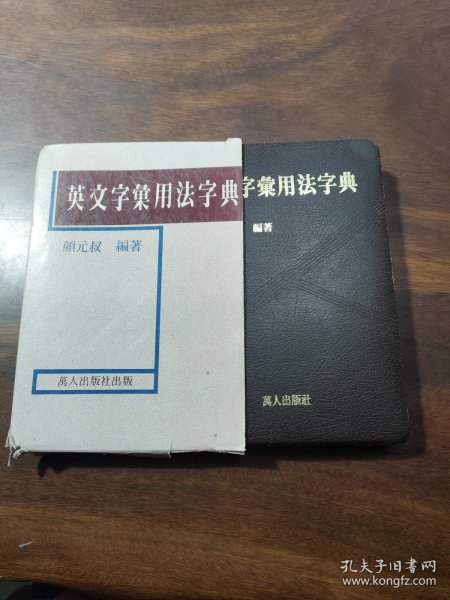 英文字彙用法字典
顏元叔 編著
萬人出版社出版
字彙用法字典
編著
萬人出版社
孔夫子旧书网
www.kongfz.com